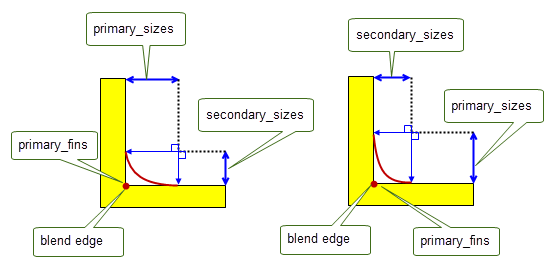 primary_sizes
secondary_sizes
primary_fins
blend edge
secondary_sizes
primary_sizes
blend edge
primary_fins